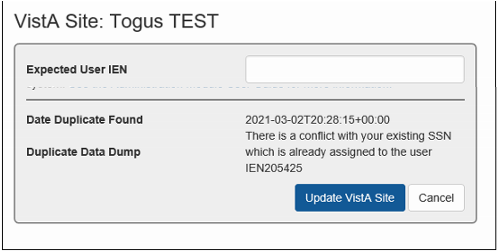 VistA Site: Togus TEST
Expected User IEN
Date Duplicate Found 2021-03-02T20:28:15+00:00
There is a conflict with your existing SSN
Duplicate Data Dump which is already assigned to the user
IEN205425
Update VistA Site Cancel